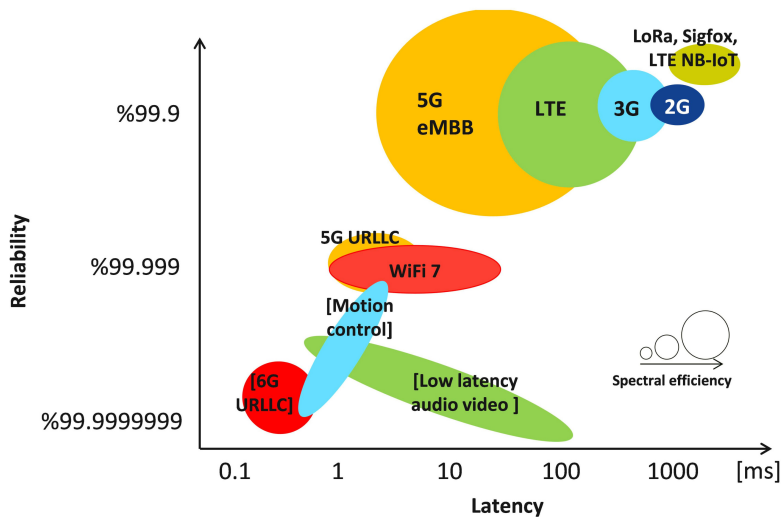 LoRa, Sigfox,
LTE NB-IoT
%99.9
5G
eMBB
LTE
3G
2G
5G URLLC
%99.999
WiFi 7
Reliability
[Motion
control]
[6G
URLLC]
[Low latency
audio video ]
Spectral efficiency
%99.9999999
0.1
1
10
100
1000
[ms]
Latency